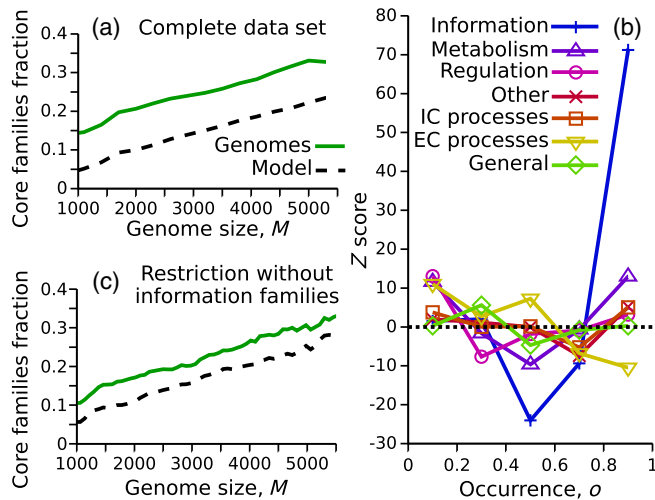 (a) Complete data set
Core families fraction
0.4
0.3
0.2
0.1
0
Genomes
Model
1000 2000 3000 4000 5000
Genome size, M
(c) Restriction without
information families
Core families fraction
0.4
0.3
0.2
0.1
0
1000 2000 3000 4000 5000
Genome size, M
(b)
Information
Metabolism
Regulation
Other
IC processes
EC processes
General
Z score
80
70
60
50
40
30
20
10
0
-10
-20
-30
0 0.2 0.4 0.6 0.8 1
Occurrence, o